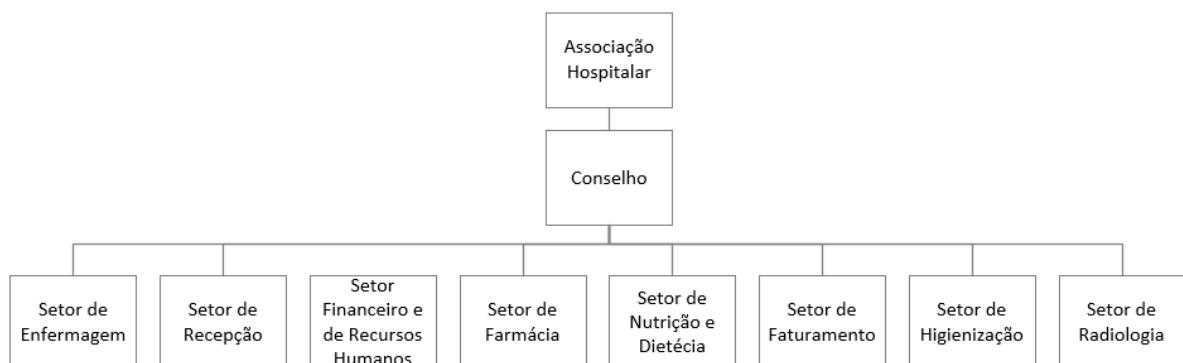 Associação
Hospitalar
Conselho
Setor de
Enfermagem
Setor de
Recepção
Setor
Financeiro e
de Recursos
Humanos
Setor de
Farmácia
Setor de
Nutrição e
Dietécia
Setor de
Faturamento
Setor de
Higienização
Setor de
Radiologia